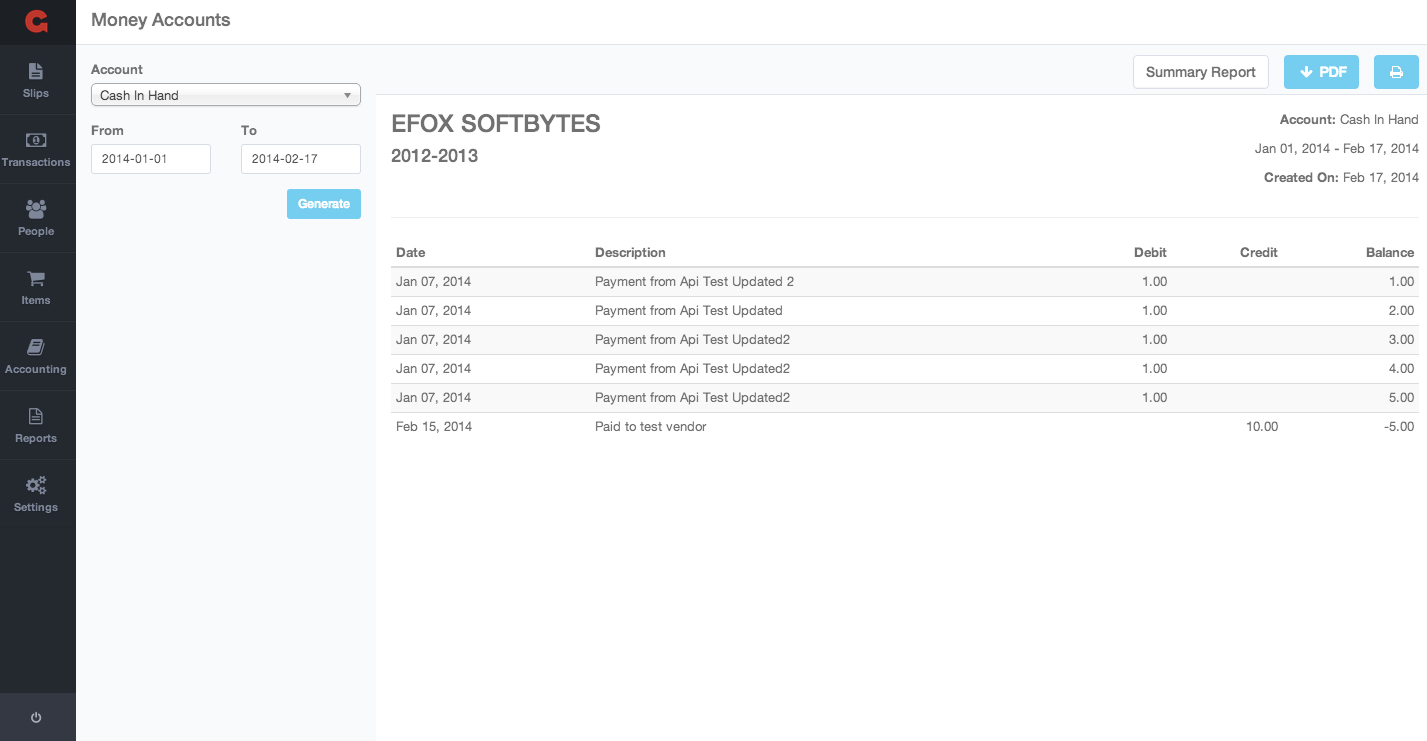 Money Accounts
Slips
Transactions
People
Items
Accounting
Reports
Settings
Account
Cash In Hand
From To
2014-01-01 2014-02-17
Generate
Summary Report PDF
EFOX SOFTBYTES
2012-2013
Account: Cash In Hand
Jan 01, 2014 - Feb 17, 2014
Created On: Feb 17, 2014
Date Description Debit Credit Balance
Jan 07, 2014 Payment from Api Test Updated 2 1.00 1.00
Jan 07, 2014 Payment from Api Test Updated 1.00 2.00
Jan 07, 2014 Payment from Api Test Updated2 1.00 3.00
Jan 07, 2014 Payment from Api Test Updated2 1.00 4.00
Jan 07, 2014 Payment from Api Test Updated2 1.00 5.00
Feb 15, 2014 Paid to test vendor 10.00 -5.00